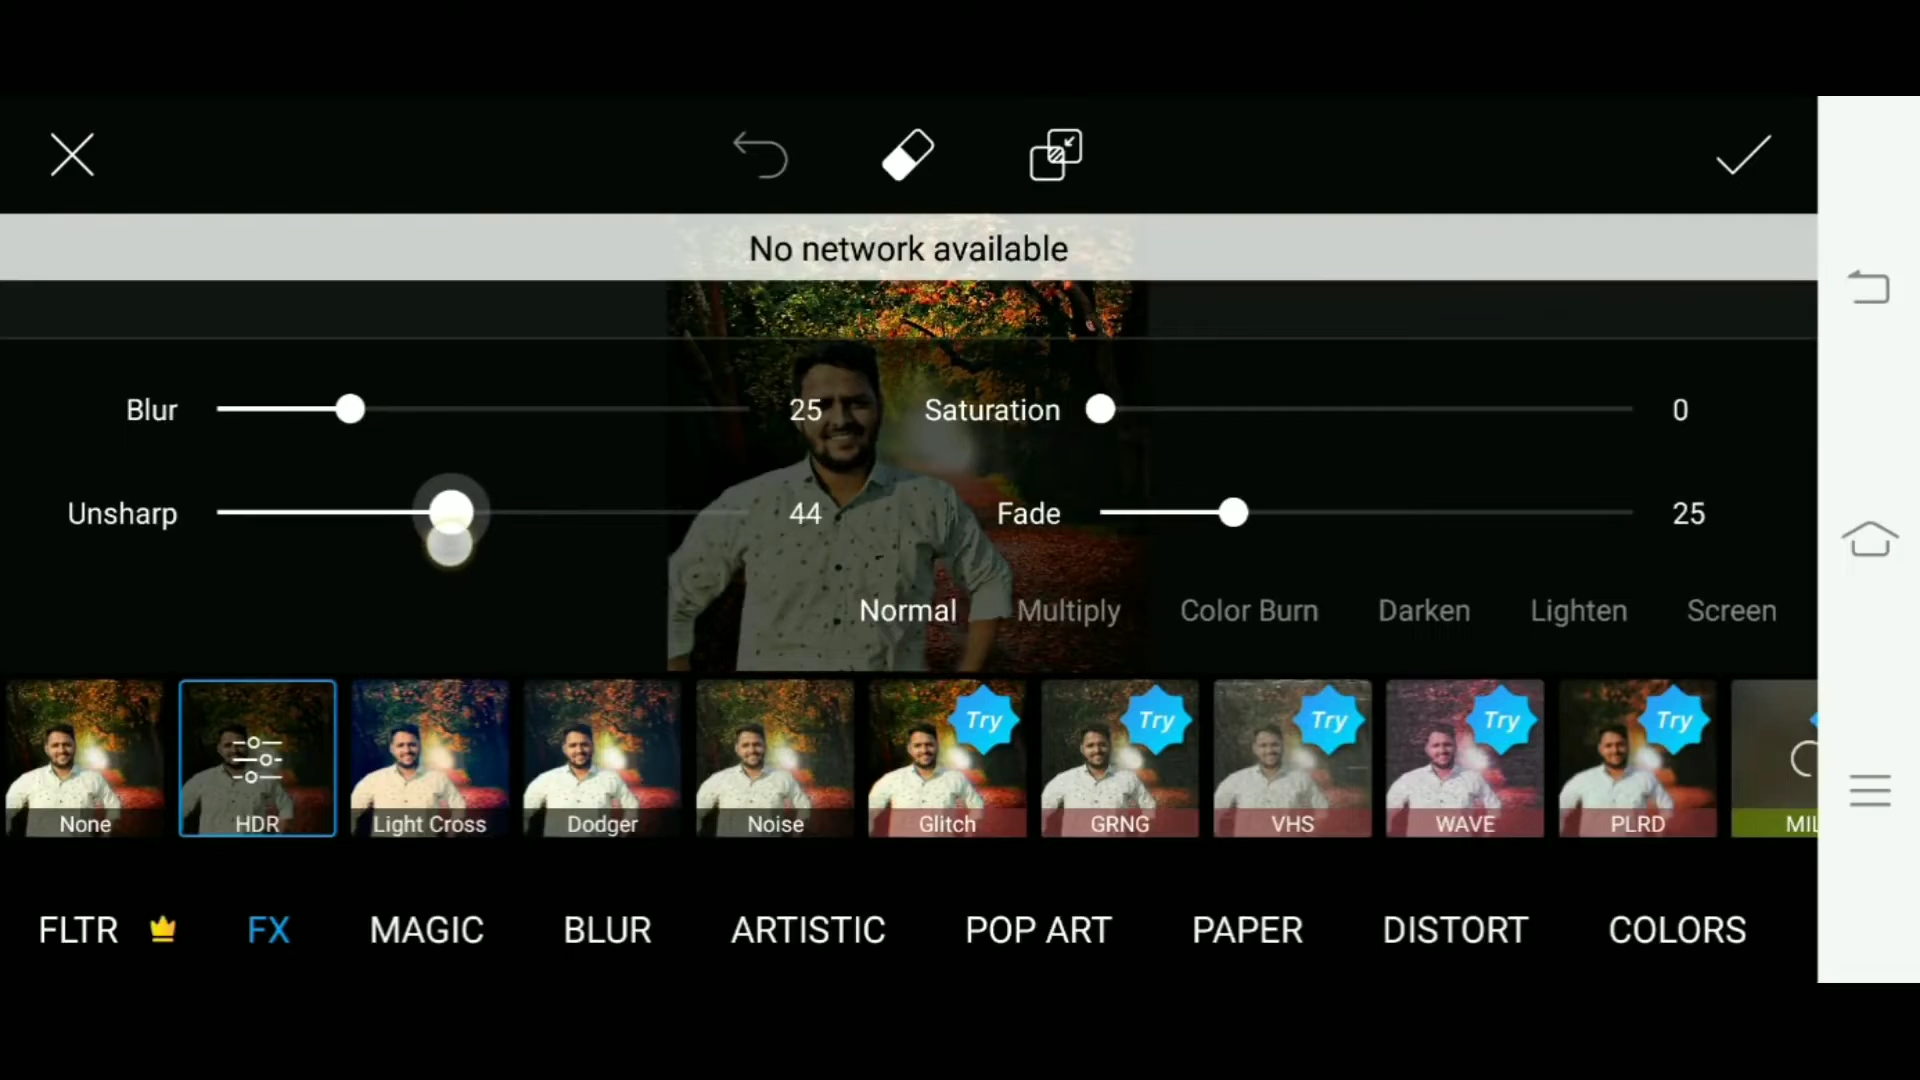 No network available
Blur 25 Saturation 0
Unsharp 44 Fade 25
Normal Multiply Color Burn Darken Lighten Screen
Try Try Try Try Try
None HDR Light Cross Dodger Noise Glitch GRNG VHS WAVE PLRD MIL
FLTR FX MAGIC BLUR ARTISTIC POP ART PAPER DISTORT COLORS